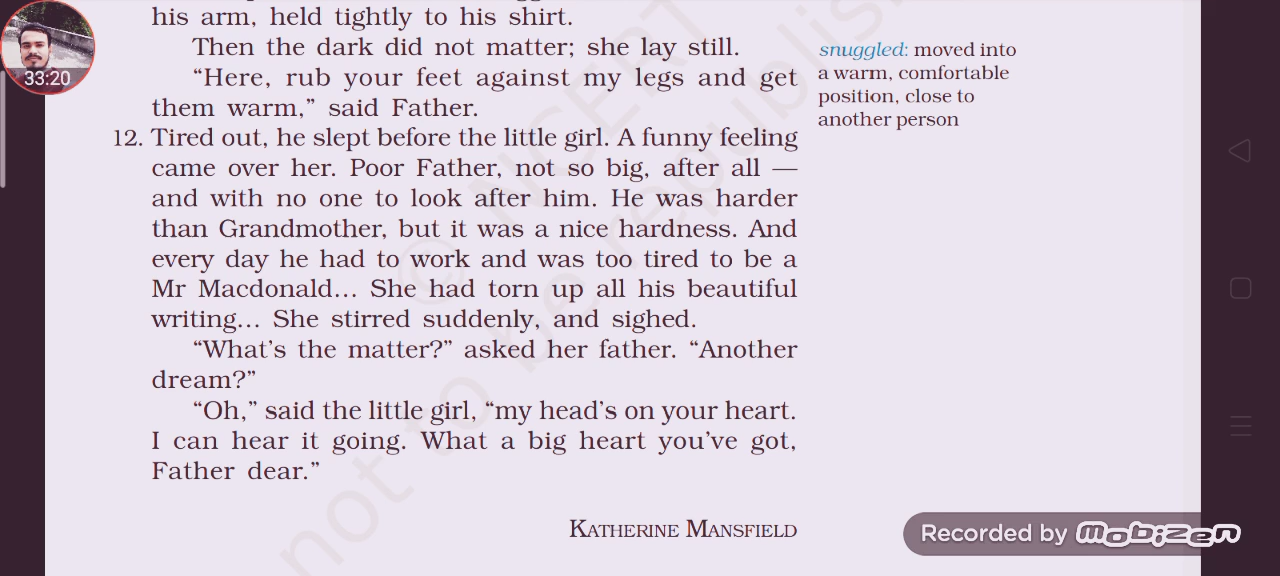 his arm, held tightly to his shirt.
Then the dark did not matter; she lay still.
“Here, rub your feet against my legs and get
them warm,” said Father.
12. Tired out, he slept before the little girl. A funny feeling
came over her. Poor Father, not so big, after all —
and with no one to look after him. He was harder
than Grandmother, but it was a nice hardness. And
every day he had to work and was too tired to be a
Mr Macdonald... She had torn up all his beautiful
writing... She stirred suddenly, and sighed.
“What’s the matter?” asked her father. “Another
dream?”
“Oh,” said the little girl, “my head’s on your heart.
I can hear it going. What a big heart you’ve got,
Father dear.”
KATHERINE MANSFIELD
snuggled: moved into
a warm, comfortable
position, close to
another person
33:20
© NCERT
not to be republis
Recorded by Mobizen